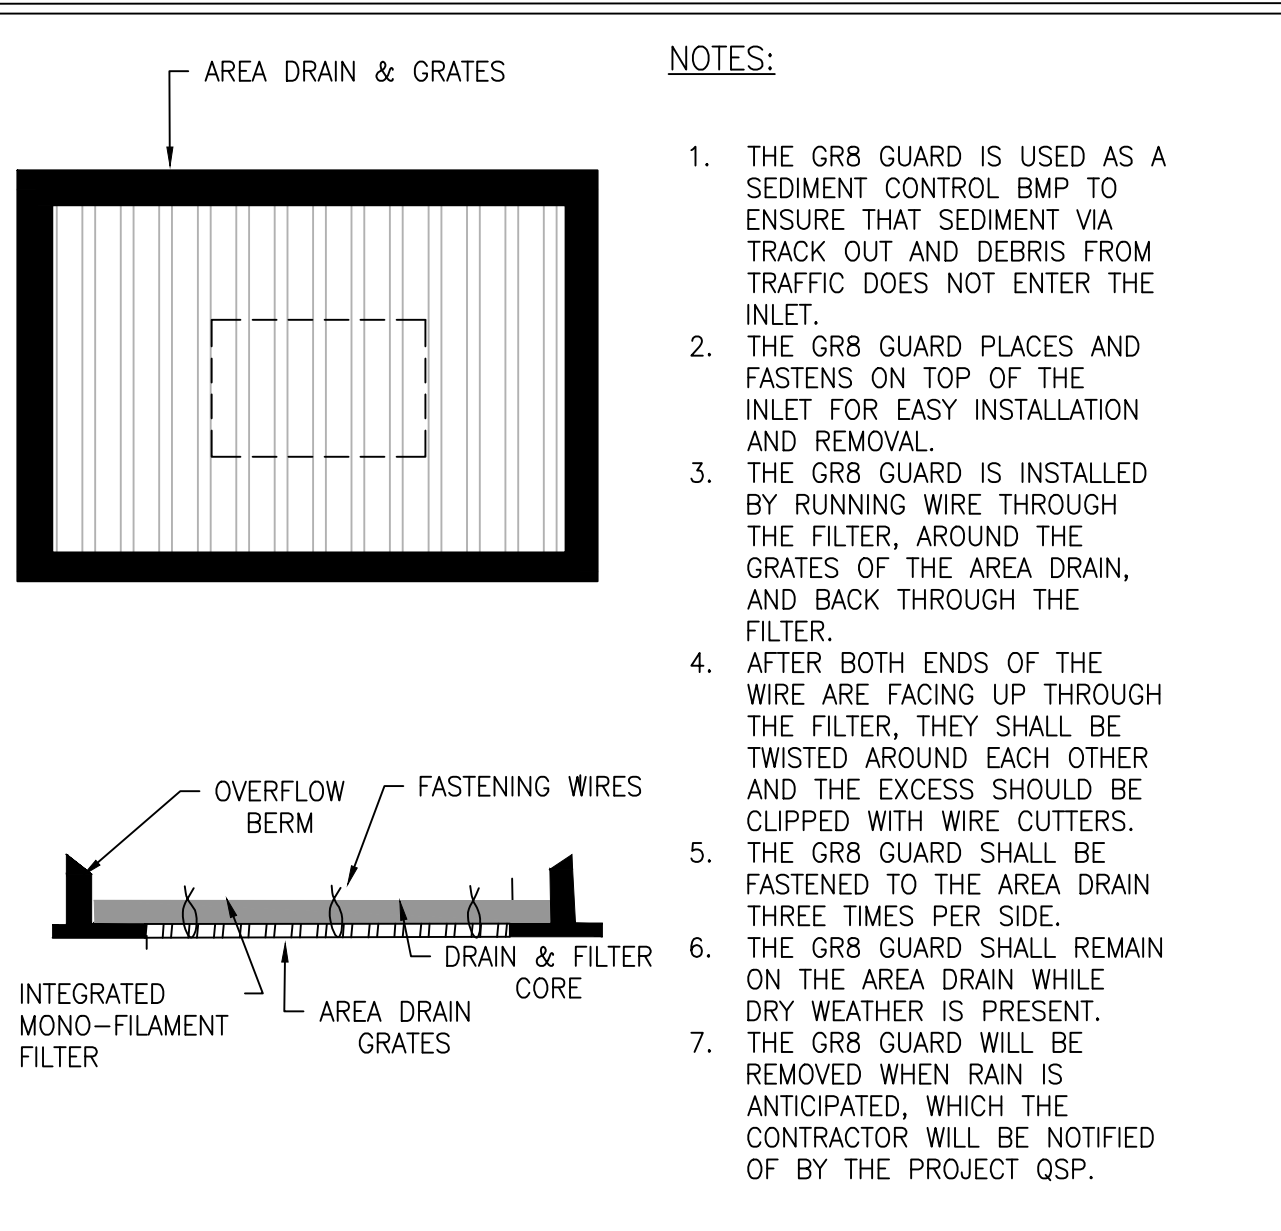 AREA DRAIN & GRATES
OVERFLOW
BERM
FASTENING WIRES
INTEGRATED
MONO-FILAMENT
FILTER
AREA DRAIN
GRATES
DRAIN & FILTER
CORE
NOTES:
1. THE GR8 GUARD IS USED AS A
SEDIMENT CONTROL BMP TO
ENSURE THAT SEDIMENT VIA
TRACK OUT AND DEBRIS FROM
TRAFFIC DOES NOT ENTER THE
INLET.
2. THE GR8 GUARD PLACES AND
FASTENS ON TOP OF THE
INLET FOR EASY INSTALLATION
AND REMOVAL.
3. THE GR8 GUARD IS INSTALLED
BY RUNNING WIRE THROUGH
THE FILTER, AROUND THE
GRATES OF THE AREA DRAIN,
AND BACK THROUGH THE
FILTER.
4. AFTER BOTH ENDS OF THE
WIRE ARE FACING UP THROUGH
THE FILTER, THEY SHALL BE
TWISTED AROUND EACH OTHER
AND THE EXCESS SHOULD BE
CLIPPED WITH WIRE CUTTERS.
5. THE GR8 GUARD SHALL BE
FASTENED TO THE AREA DRAIN
THREE TIMES PER SIDE.
6. THE GR8 GUARD SHALL REMAIN
ON THE AREA DRAIN WHILE
DRY WEATHER IS PRESENT.
7. THE GR8 GUARD WILL BE
REMOVED WHEN RAIN IS
ANTICIPATED, WHICH THE
CONTRACTOR WILL BE NOTIFIED
OF BY THE PROJECT QSP.